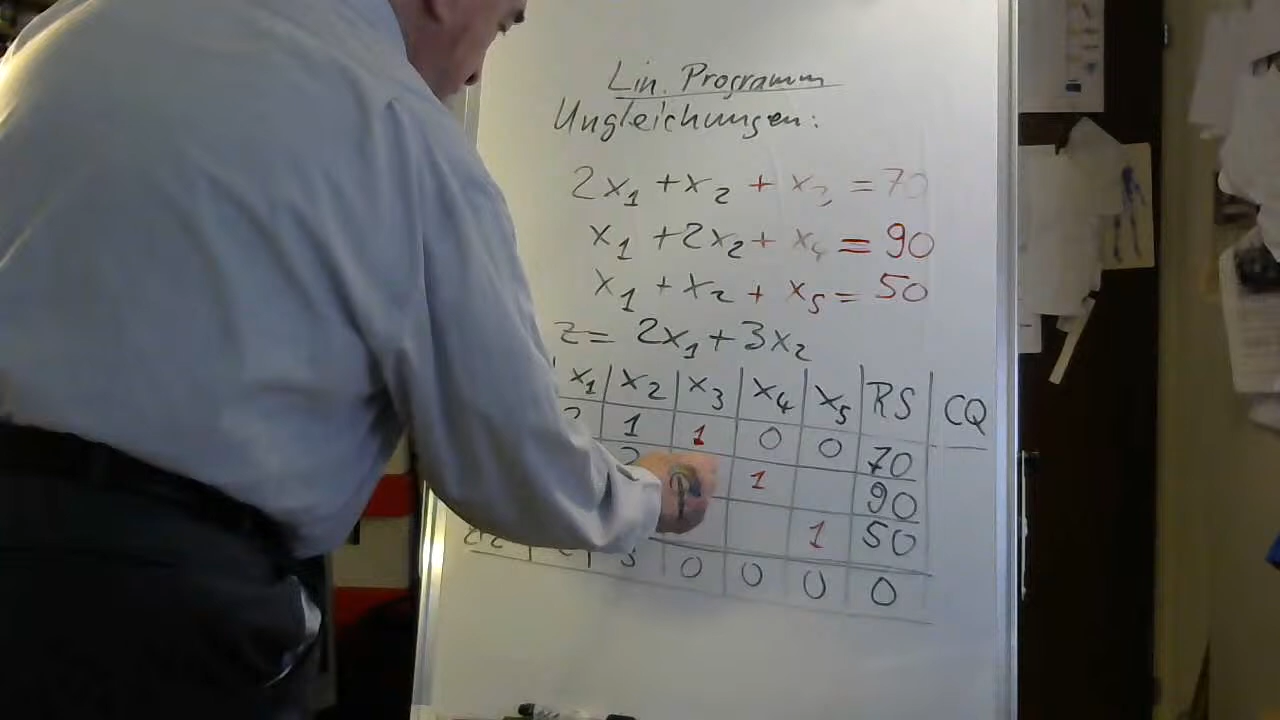 Lin. Programm
Ungleichungen:
2x₁ + x₂ + x₃ = 70
x₁ + 2x₂ + x₄ = 90
x₁ + x₂ + x₅ = 50
z = 2x₁ + 3x₂
x₁ x₂ x₃ x₄ x₅ RS CQ
1 1 0 0 70
2 1 90
1 50
3 0 0 0 0